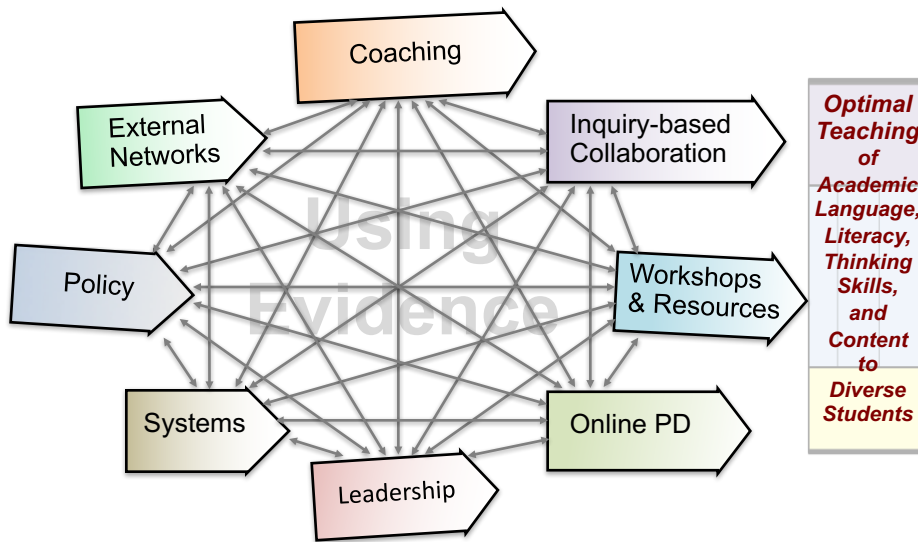 Coaching
External
Networks
Inquiry-based
Collaboration
Using
Evidence
Policy
Workshops
& Resources
Systems
Online PD
Leadership
Optimal
Teaching
of
Academic
Language,
Literacy,
Thinking
Skills,
and
Content
to
Diverse
Students